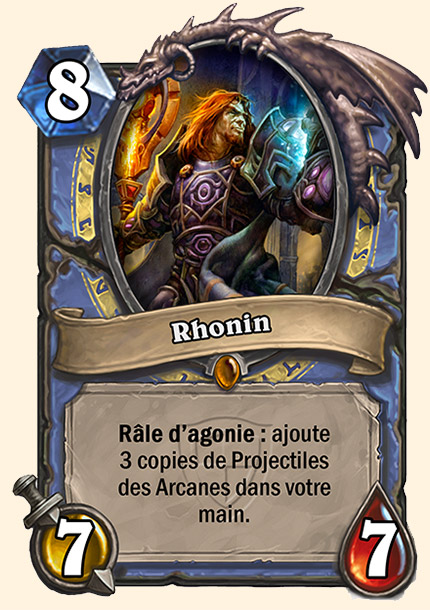 8
Rhonin
Râle d'agonie : ajoute
3 copies de Projectiles
des Arcanes dans votre
main.
7
7